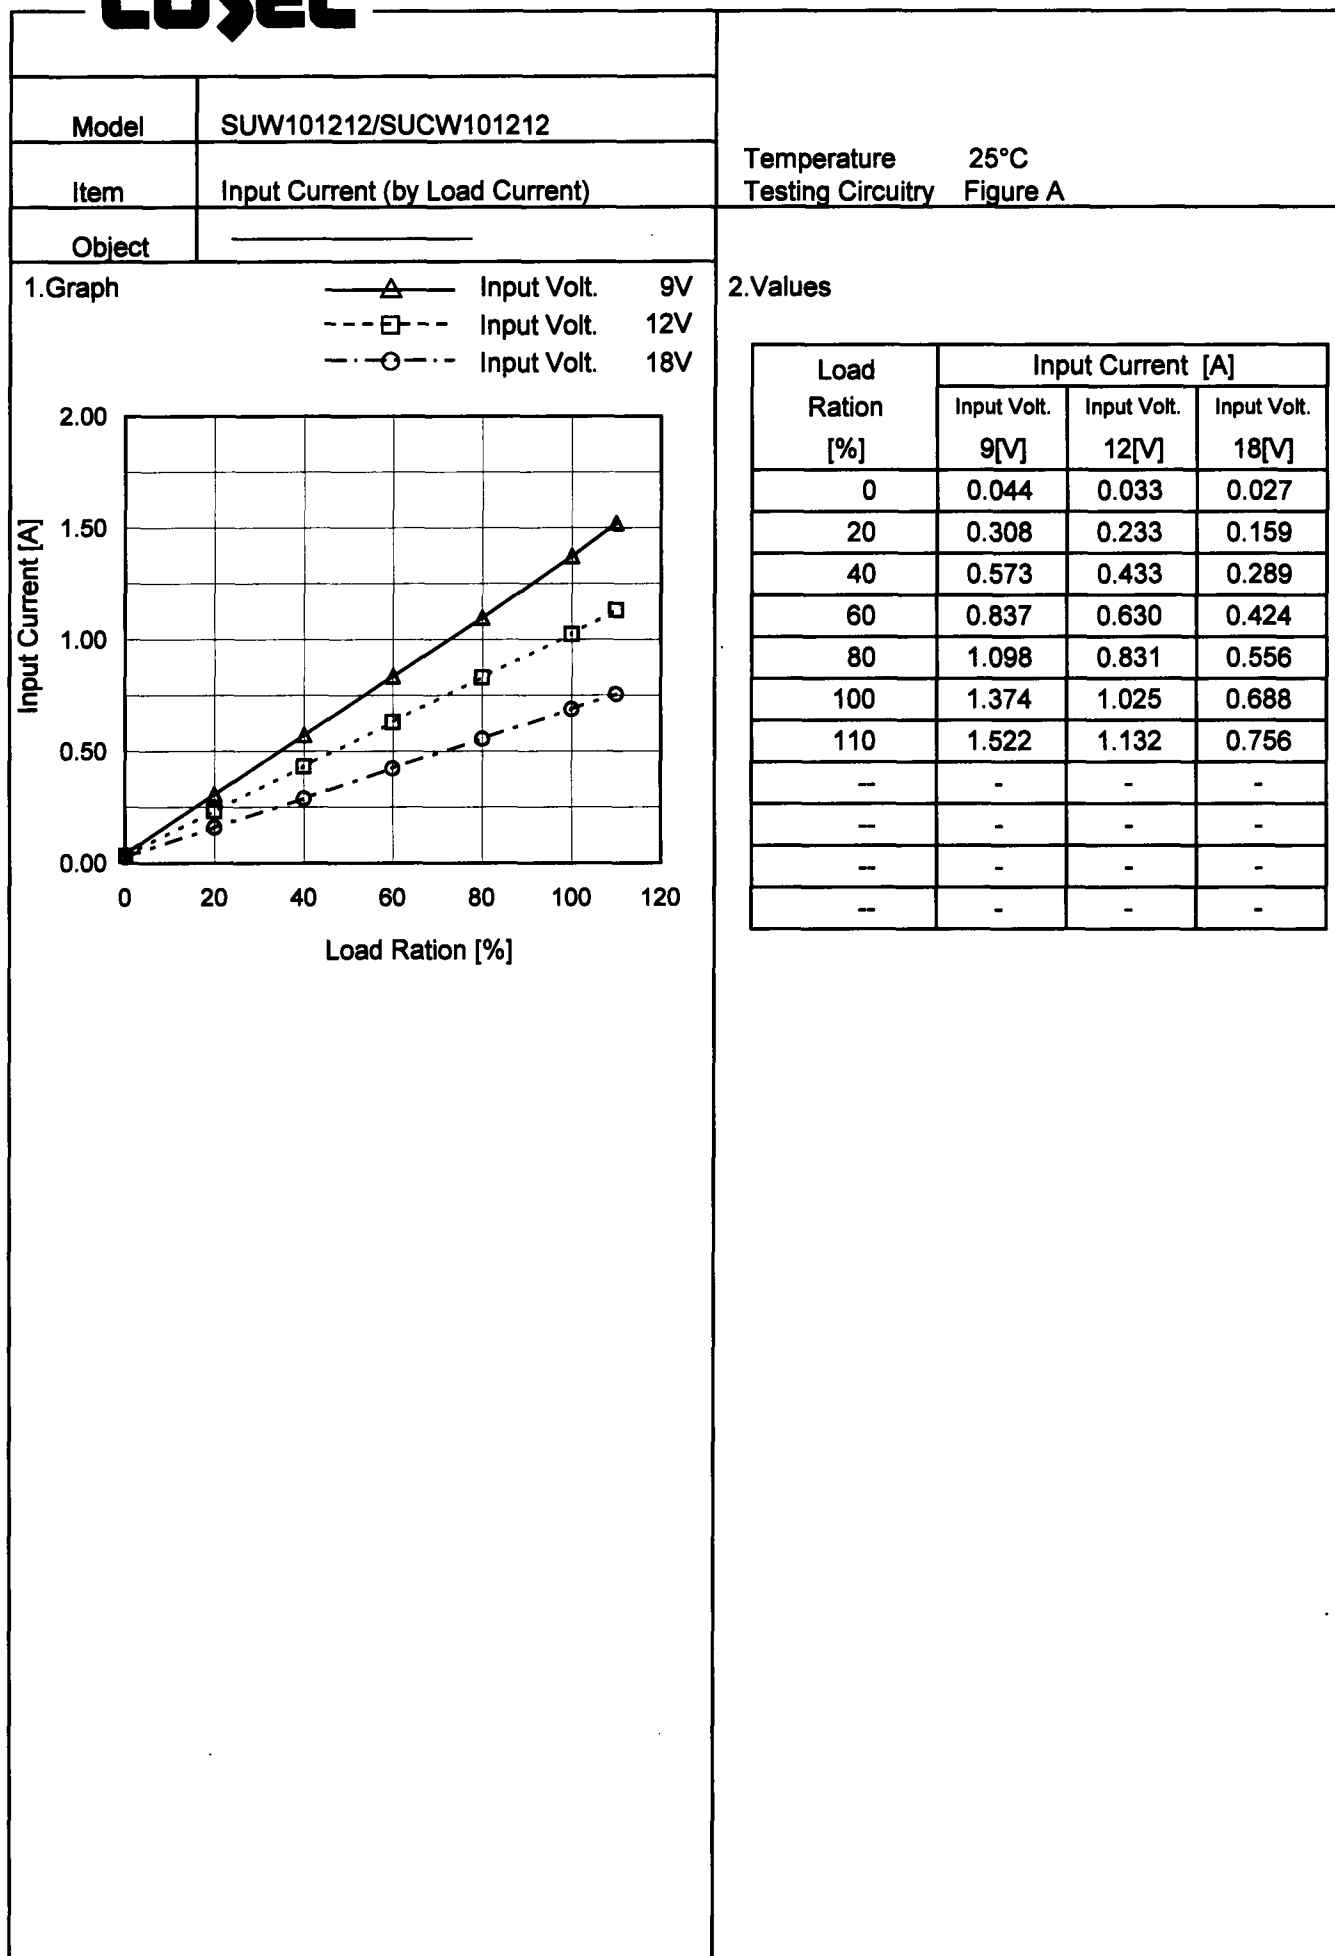 COSEL
Model SUW101212/SUCW101212
Item Input Current (by Load Current)
Object
Temperature 25°C
Testing Circuitry Figure A
1.Graph
Input Volt. 9V
Input Volt. 12V
Input Volt. 18V
2.00
1.50
1.00
0.50
0.00
0 20 40 60 80 100 120
Input Current [A]
Load Ration [%]
2.Values
Load Ration [%] Input Current [A]
Input Volt. 9[V] Input Volt. 12[V] Input Volt. 18[V]
0 0.044 0.033 0.027
20 0.308 0.233 0.159
40 0.573 0.433 0.289
60 0.837 0.630 0.424
80 1.098 0.831 0.556
100 1.374 1.025 0.688
110 1.522 1.132 0.756
-- - - -
-- - - -
-- - - -
-- - - -